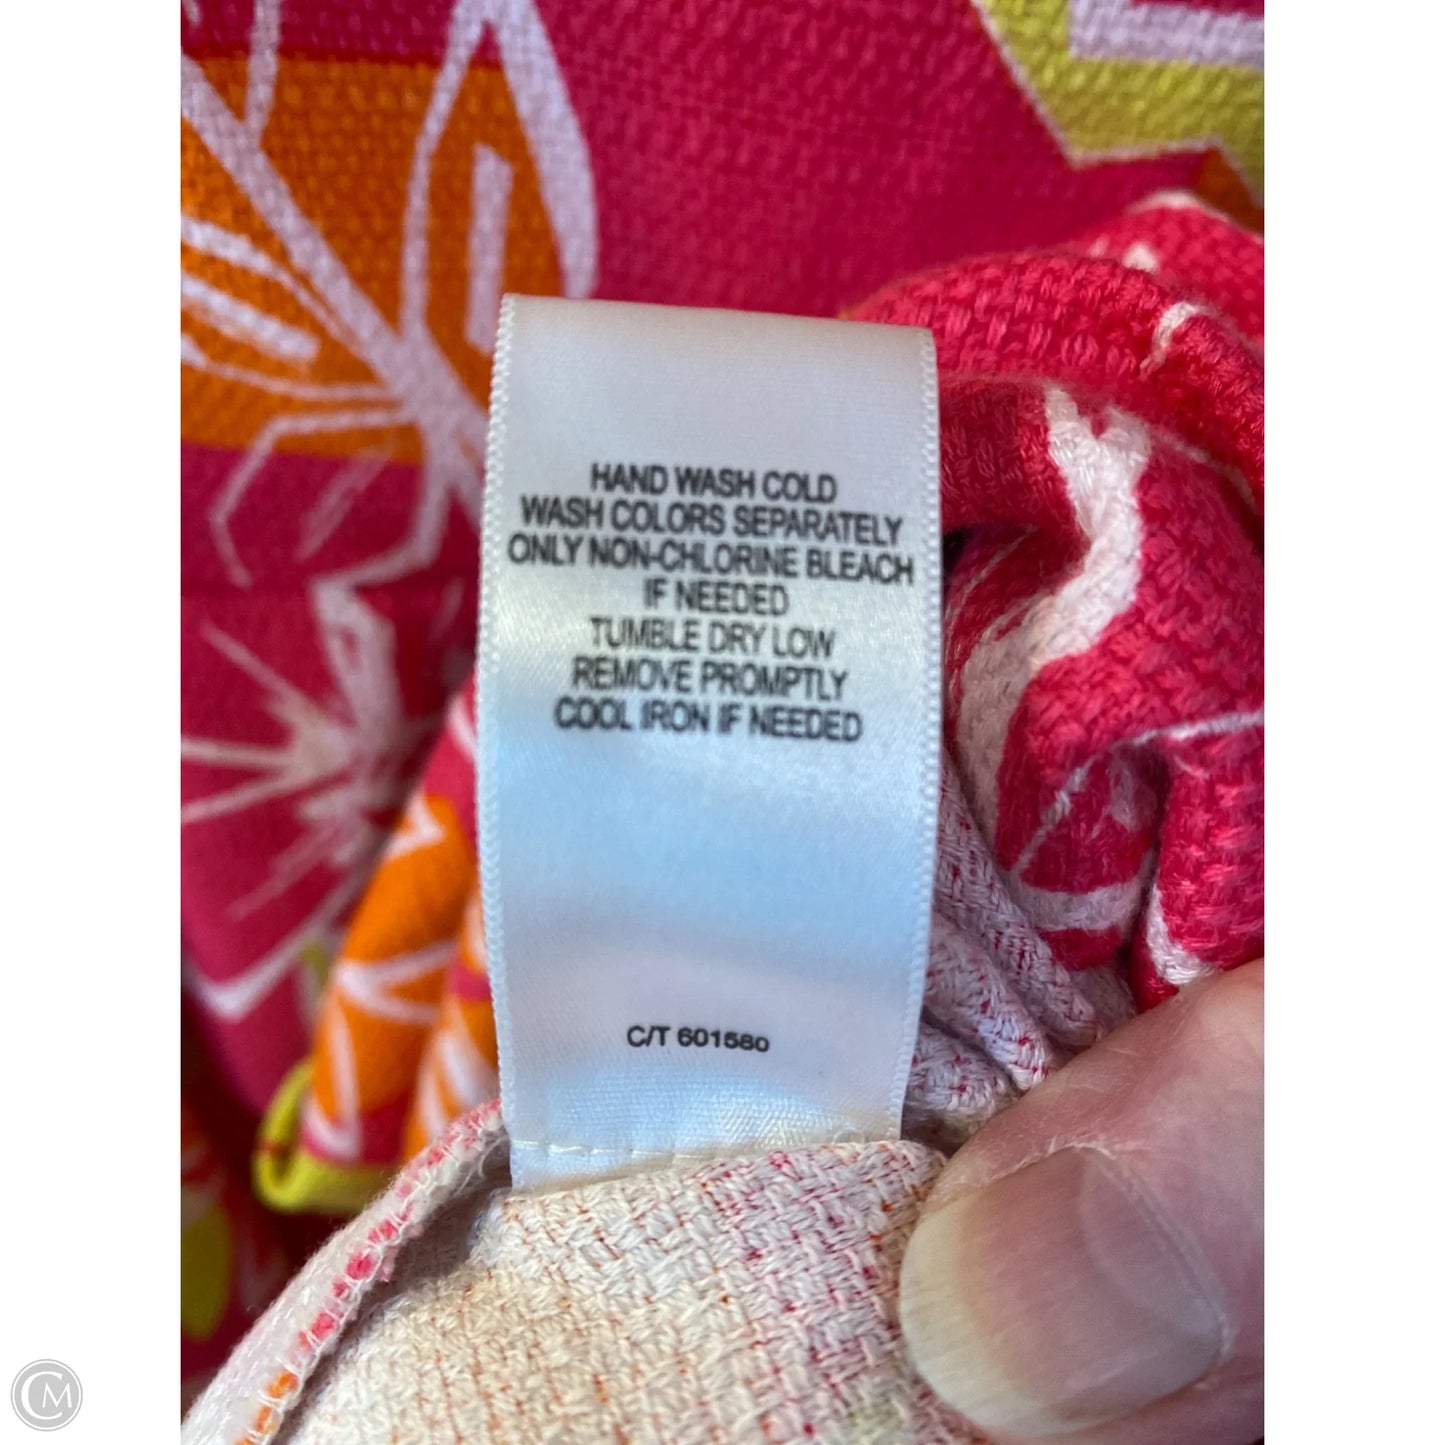 HAND WASH COLD
WASH COLORS SEPARATELY
ONLY NON-CHLORINE BLEACH
IF NEEDED
TUMBLE DRY LOW
REMOVE PROMPTLY
COOL IRON IF NEEDED
C/T 601580
CM